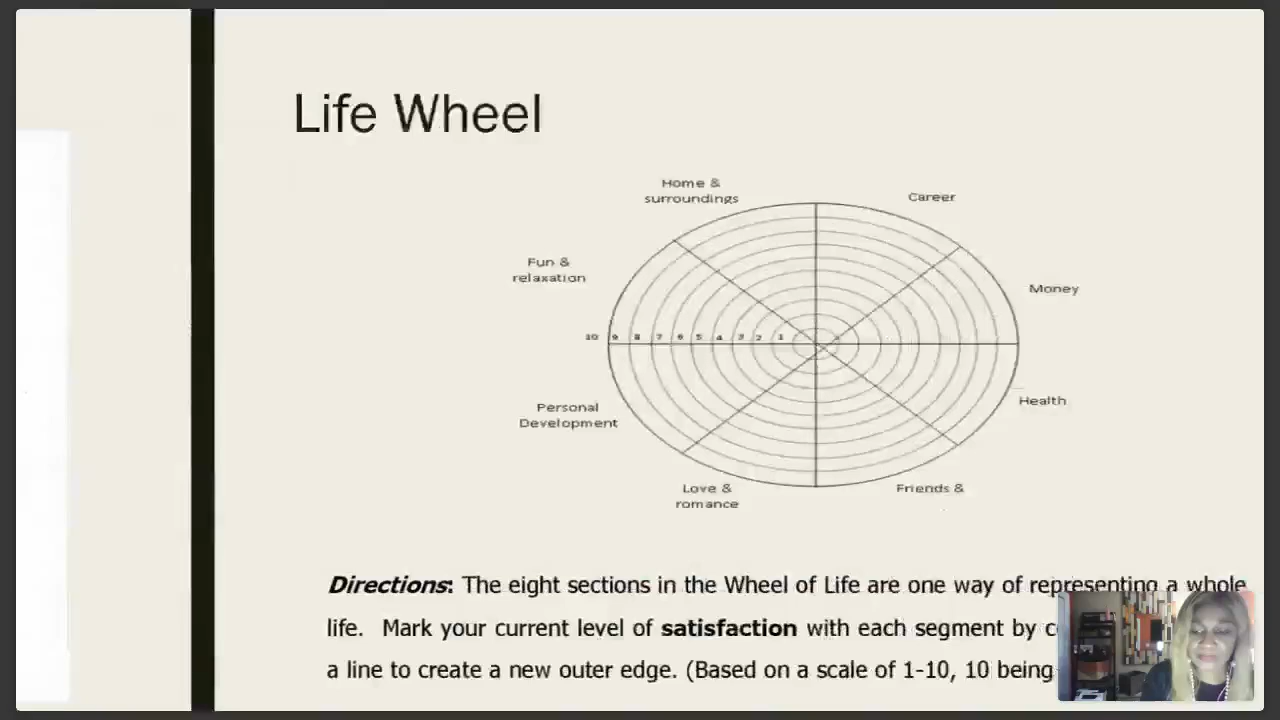 Life Wheel
Home &
surroundings
Career
Fun &
relaxation
Money
10 9 8 7 6 5 4 3 2 1
Personal
Development
Health
Love &
romance
Friends &
Directions: The eight sections in the Wheel of Life are one way of representing a whole
life. Mark your current level of satisfaction with each segment by
a line to create a new outer edge. (Based on a scale of 1-10, 10 being